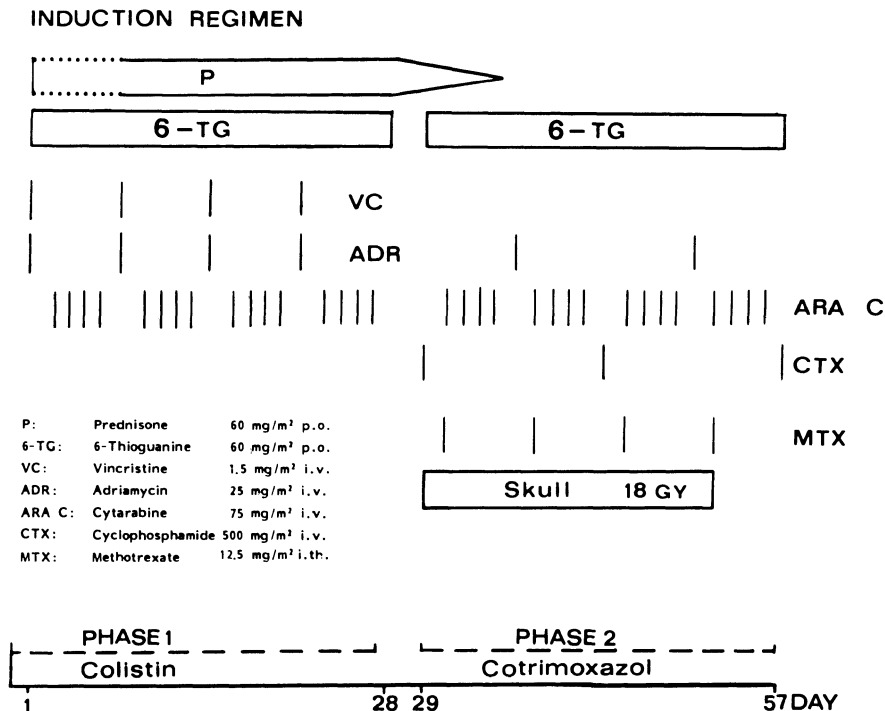 INDUCTION REGIMEN
P
6-TG 6-TG
VC
ADR
ARA C
CTX
P: Prednisone 60 mg/m² p.o.
6-TG: 6-Thioguanine 60 mg/m² p.o.
VC: Vincristine 1.5 mg/m² i.v.
ADR: Adriamycin 25 mg/m² i.v.
ARA C: Cytarabine 75 mg/m² i.v.
CTX: Cyclophosphamide 500 mg/m² i.v.
MTX: Methotrexate 12.5 mg/m² i.th.
MTX
Skull 18 GY
PHASE 1 PHASE 2
Colistin Cotrimoxazol
1 28 29 57 DAY